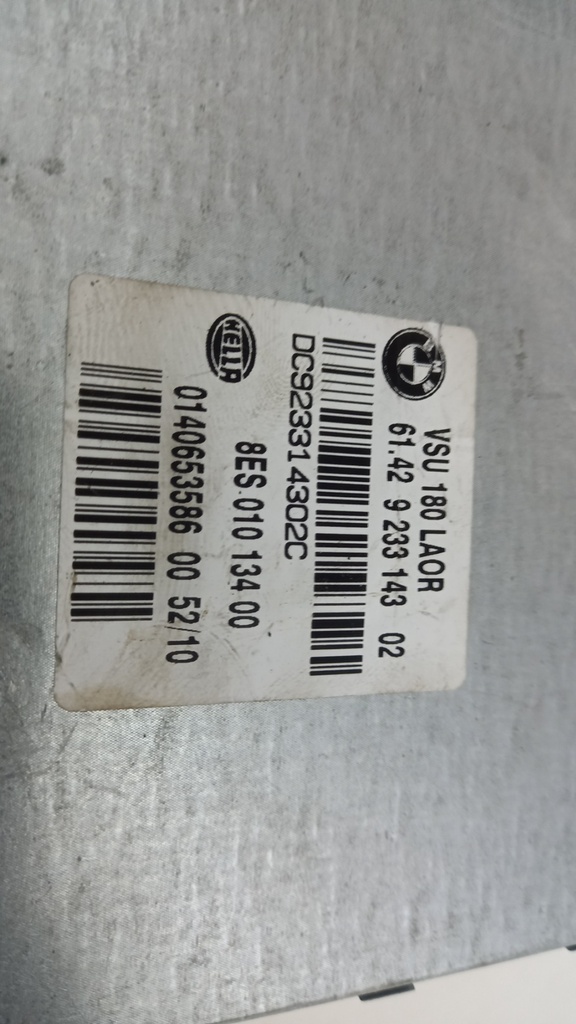 BMW
VSU 180 LAOR
61.42 9 233 143 02
DC923314302C
HELLA
8ES 010 134 00
0140653586 00 52/10